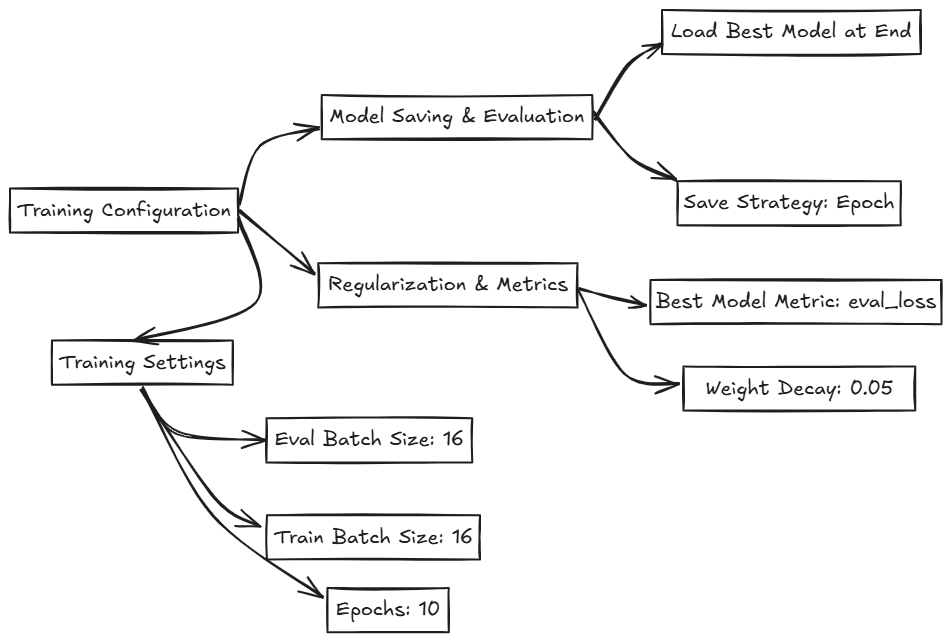 Load Best Model at End
Model Saving & Evaluation
Save Strategy: Epoch
Training Configuration
Regularization & Metrics
Best Model Metric: eval_loss
Training Settings
Weight Decay: 0.05
Eval Batch Size: 16
Train Batch Size: 16
Epochs: 10